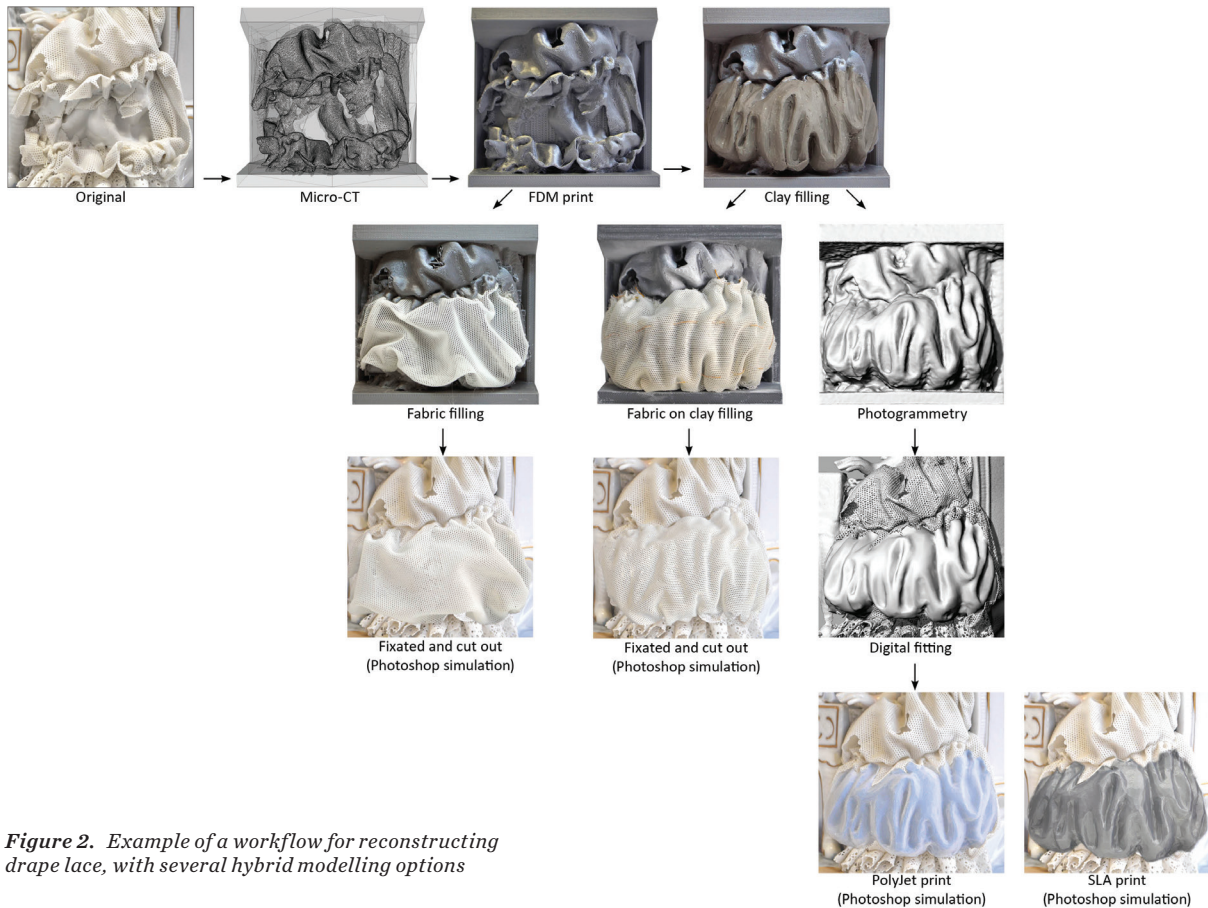 Original
Micro-CT
FDM print
Clay filling
Fabric filling
Fabric on clay filling
Photogrammetry
Fixated and cut out
(Photoshop simulation)
Fixated and cut out
(Photoshop simulation)
Digital fitting
PolyJet print
(Photoshop simulation)
SLA print
(Photoshop simulation)
Figure 2. Example of a workflow for reconstructing
drape lace, with several hybrid modelling options